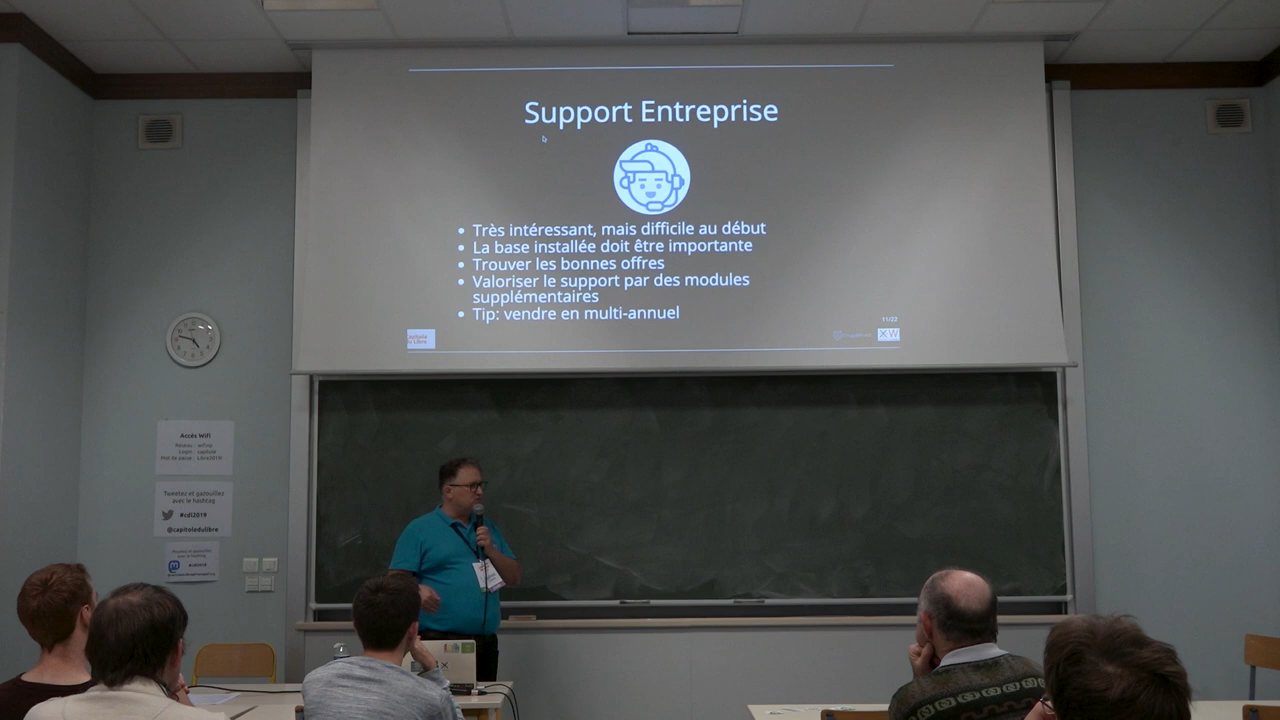 Support Entreprise
• Très intéressant, mais difficile au début
• La base installée doit être importante
• Trouver les bonnes offres
• Valoriser le support par des modules
supplémentaires
• Tip: vendre en multi-annuel
11/22
XW
Accès Wifi
Tweetez et gazouillez
avec le hashtag
#cdl2019
@capitoledulibre